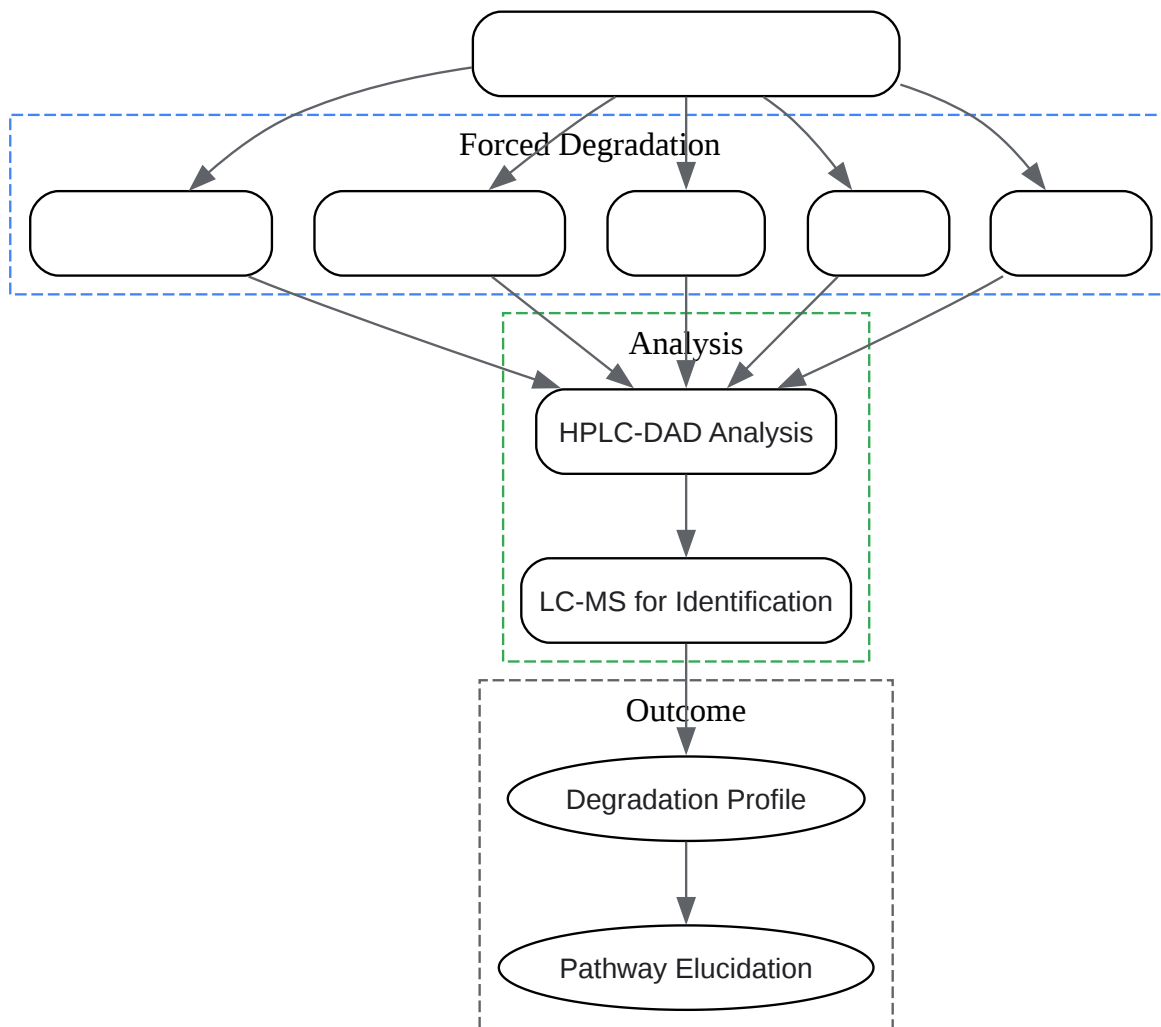 Forced Degradation
Analysis
HPLC-DAD Analysis
LC-MS for Identification
Outcome
Degradation Profile
Pathway Elucidation